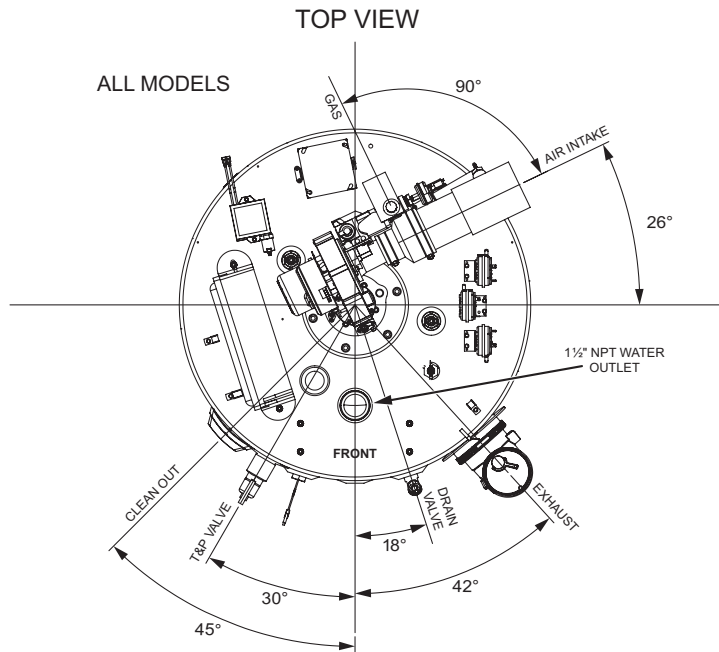 TOP VIEW
ALL MODELS
90°
GAS
AIR INTAKE
26°
1½" NPT WATER
OUTLET
FRONT
CLEAN OUT
T&P VALVE
DRAIN
VALVE
EXHAUST
18°
30°
42°
45°